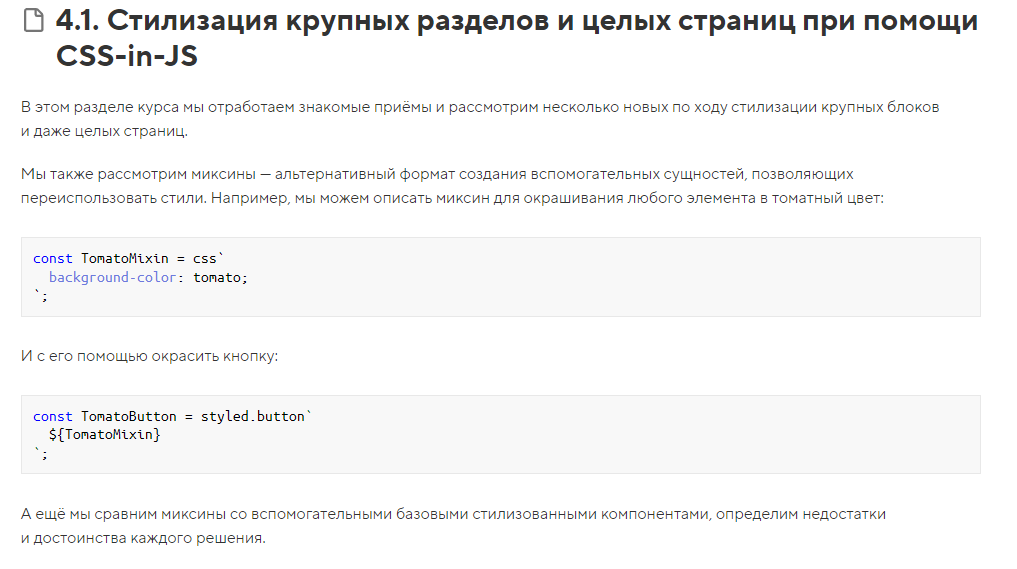 4.1. Стилизация крупных разделов и целых страниц при помощи
CSS-in-JS
В этом разделе курса мы отработаем знакомые приёмы и рассмотрим несколько новых по ходу стилизации крупных блоков
и даже целых страниц.
Мы также рассмотрим миксины — альтернативный формат создания вспомогательных сущностей, позволяющих
переиспользовать стили. Например, мы можем описать миксин для окрашивания любого элемента в томатный цвет:
const TomatoMixin = css`
  background-color: tomato;
`;
И с его помощью окрасить кнопку:
const TomatoButton = styled.button`
  ${TomatoMixin}
`;
А ещё мы сравним миксины со вспомогательными базовыми стилизованными компонентами, определим недостатки
и достоинства каждого решения.